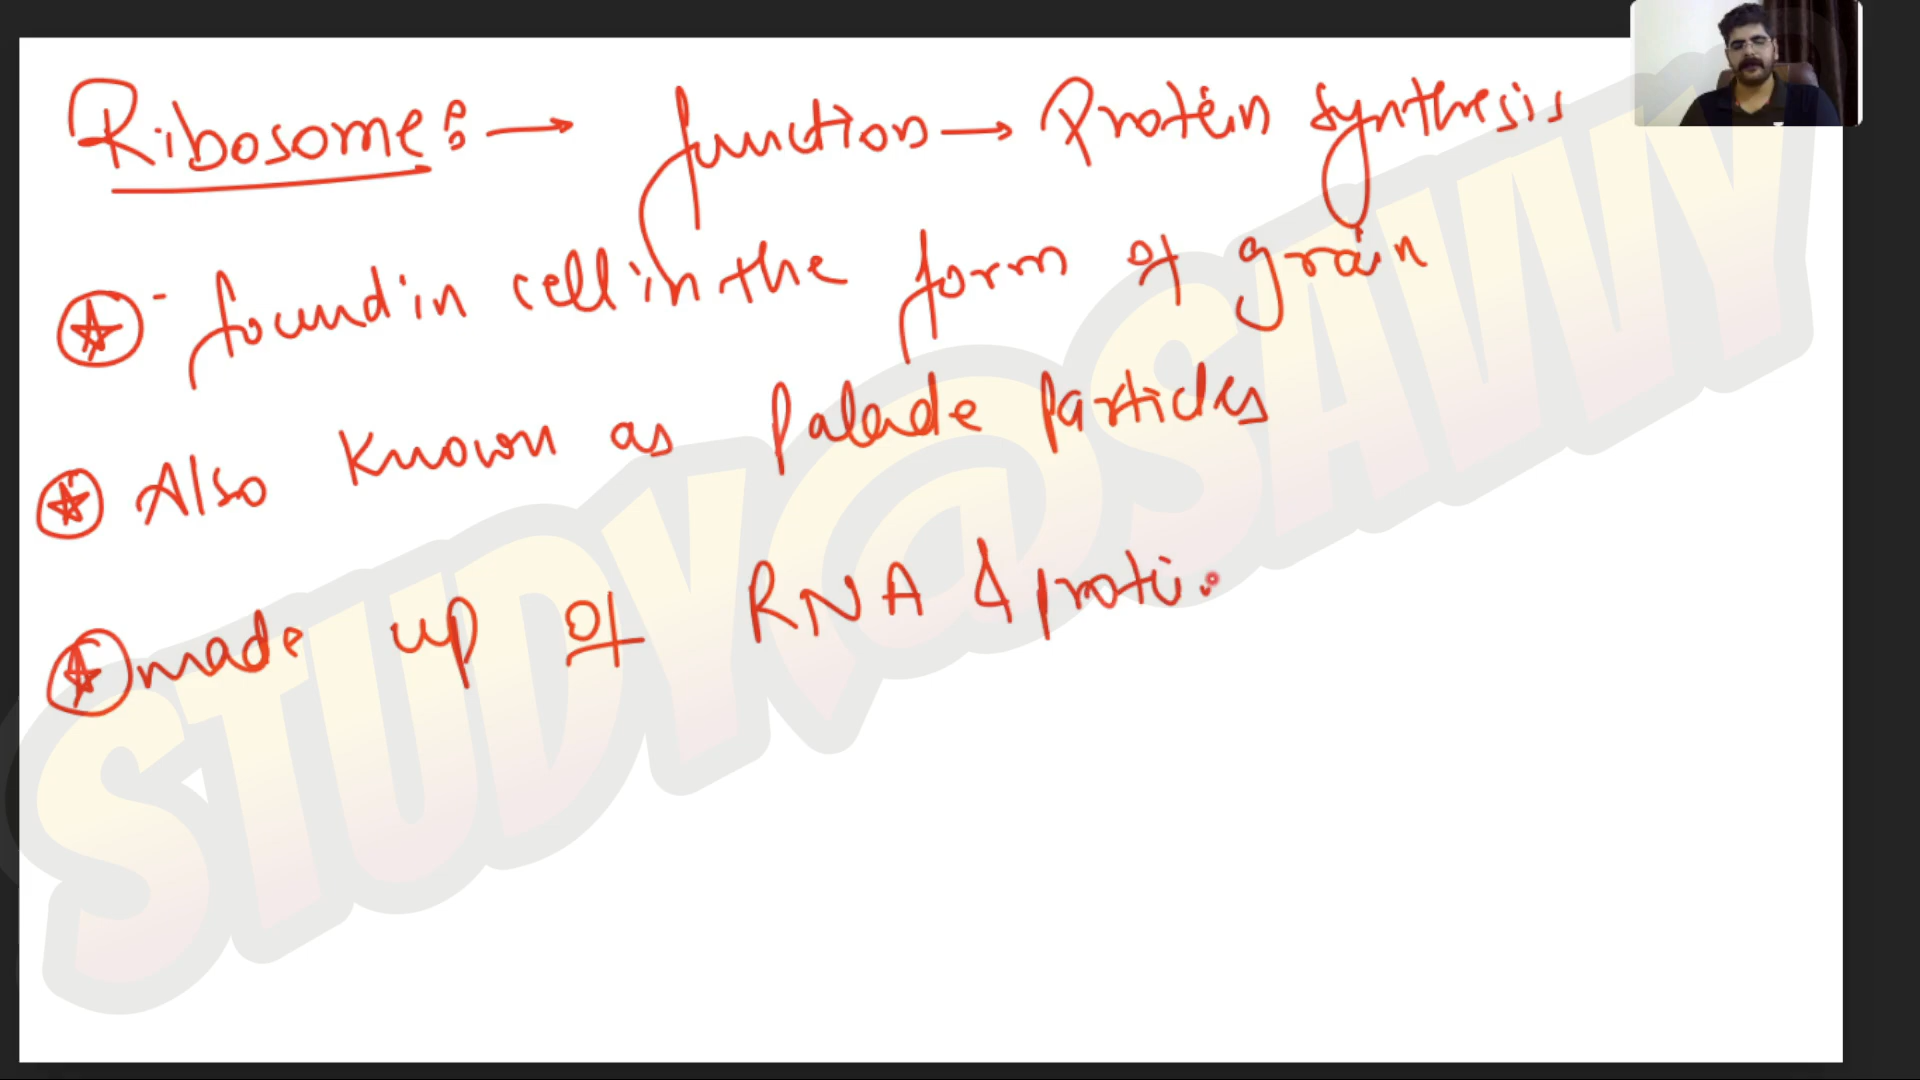 Ribosome: → function → Protein synthesis
- found in cell in the form of grain
Also known as Palade Particles
made up of RNA & proti
STUDY@SAVVY